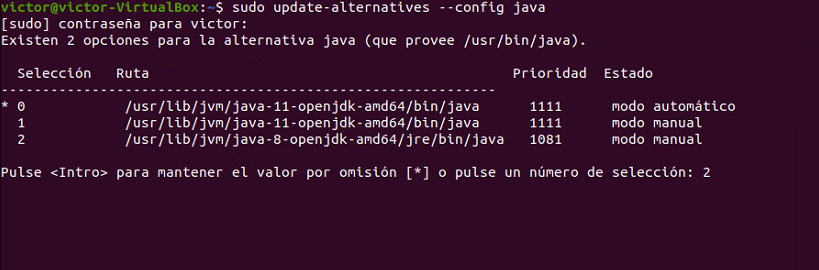 victor@victor-VirtualBox:~$ sudo update-alternatives --config java
[sudo] contraseña para victor:
Existen 2 opciones para la alternativa java (que provee /usr/bin/java).
Selección Ruta Prioridad Estado
------------------------------------------------------------
* 0 /usr/lib/jvm/java-11-openjdk-amd64/bin/java 1111 modo automático
1 /usr/lib/jvm/java-11-openjdk-amd64/bin/java 1111 modo manual
2 /usr/lib/jvm/java-8-openjdk-amd64/jre/bin/java 1081 modo manual
Pulse <Intro> para mantener el valor por omisión [*] o pulse un número de selección: 2